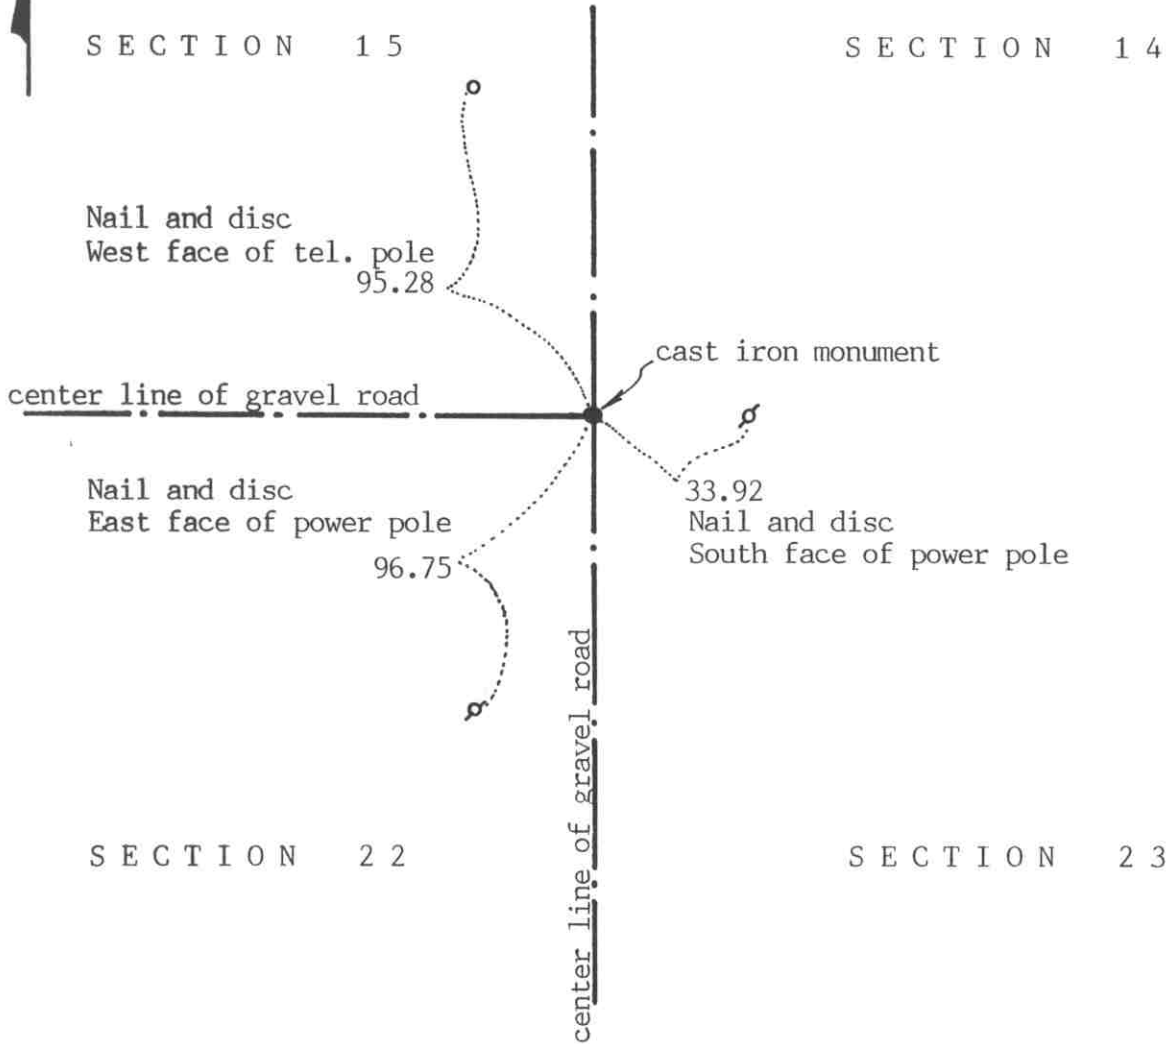 SECTION 15
SECTION 14
Nail and disc
West face of tel. pole
95.28
cast iron monument
center line of gravel road
Nail and disc
East face of power pole
96.75
33.92
Nail and disc
South face of power pole
center line of gravel road
SECTION 22
SECTION 23